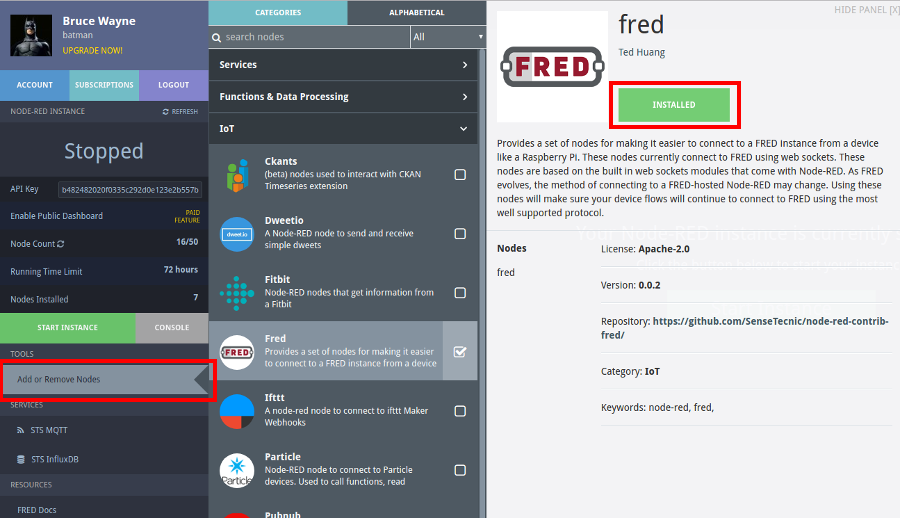 Bruce Wayne
batman
UPGRADE NOW!
ACCOUNT
SUBSCRIPTIONS
LOGOUT
NODE-RED INSTANCE
REFRESH
Stopped
API Key
b482482020f0335c292d0e123e2b557b
Enable Public Dashboard
PAID
FEATURE
Node Count
16/50
Running Time Limit
72 hours
Nodes Installed
7
START INSTANCE
CONSOLE
TOOLS
Add or Remove Nodes
SERVICES
STS MQTT
STS InfluxDB
RESOURCES
FRED Docs
CATEGORIES
ALPHABETICAL
search nodes
All
Services
Functions & Data Processing
IoT
Ckants
(beta) nodes used to interact with CKAN
Timeseries extension
dweet.io
Dweetio
A Node-RED node to send and receive
simple dweets
Fitbit
Node-RED nodes that get information from
a Fitbit
FRED
Fred
Provides a set of nodes for making it easier
to connect to a FRED instance from a device
Ifttt
A node-red node to connect to ifttt Maker
Webhooks
Particle
Particle
Node-RED node to connect to Particle
devices. Used to call functions, read
Pubnub
HIDE PANEL [X]
FRED
fred
Ted Huang
INSTALLED
Provides a set of nodes for making it easier to connect to a FRED instance from a device
like a Raspberry Pi. These nodes currently connect to FRED using web sockets. These
nodes are based on the built in web sockets modules that come with Node-RED. As FRED
evolves, the method of connecting to a FRED-hosted Node-RED may change. Using these
nodes will make sure your device flows will continue to connect to FRED using the most
well supported protocol.
Your Node-RED instance is currently
Nodes
fred
License: Apache-2.0
Version: 0.0.2
Repository: https://github.com/SenseTecnic/node-red-contrib-
fred/
Category: IoT
Keywords: node-red, fred,